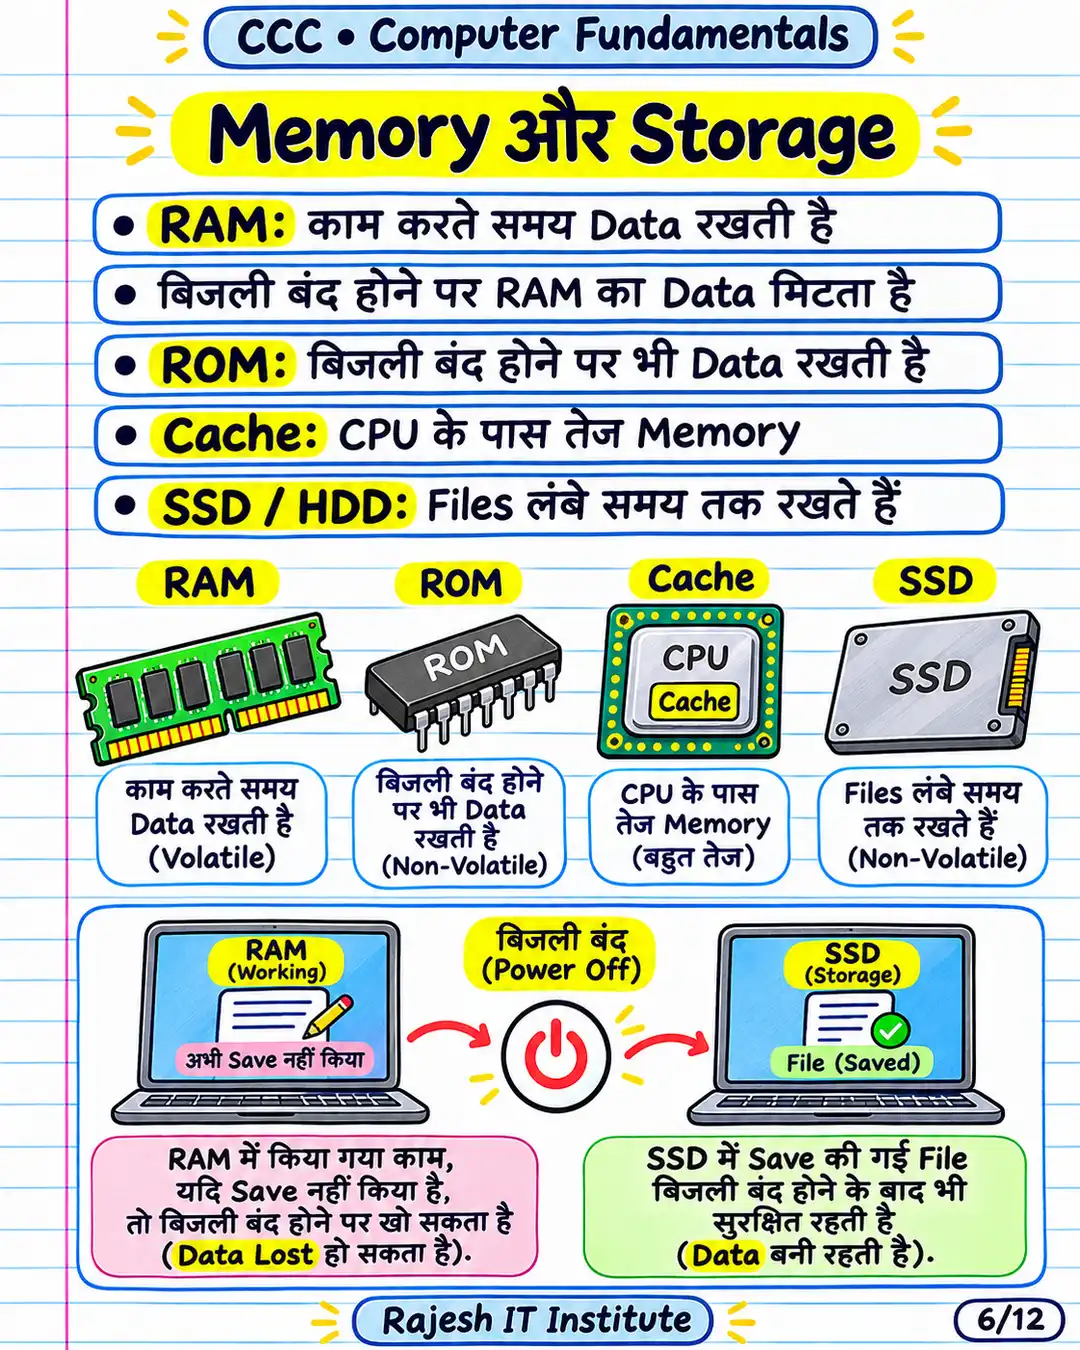 CCC • Computer Fundamentals
Memory और Storage
• RAM: काम करते समय Data रखती है
• बिजली बंद होने पर RAM का Data मिटता है
• ROM: बिजली बंद होने पर भी Data रखती है
• Cache: CPU के पास तेज Memory
• SSD / HDD: Files लंबे समय तक रखते हैं
RAM
ROM
Cache
SSD
ROM
CPU
Cache
SSD
काम करते समय
Data रखती है
(Volatile)
बिजली बंद होने
पर भी Data
रखती है
(Non-Volatile)
CPU के पास
तेज Memory
(बहुत तेज)
Files लंबे समय
तक रखते हैं
(Non-Volatile)
RAM
(Working)
अभी Save नहीं किया
बिजली बंद
(Power Off)
SSD
(Storage)
File (Saved)
RAM में किया गया काम,
यदि Save नहीं किया है,
तो बिजली बंद होने पर खो सकता है
(Data Lost हो सकता है).
SSD में Save की गई File
बिजली बंद होने के बाद भी
सुरक्षित रहती है
(Data बनी रहती है).
Rajesh IT Institute
6/12